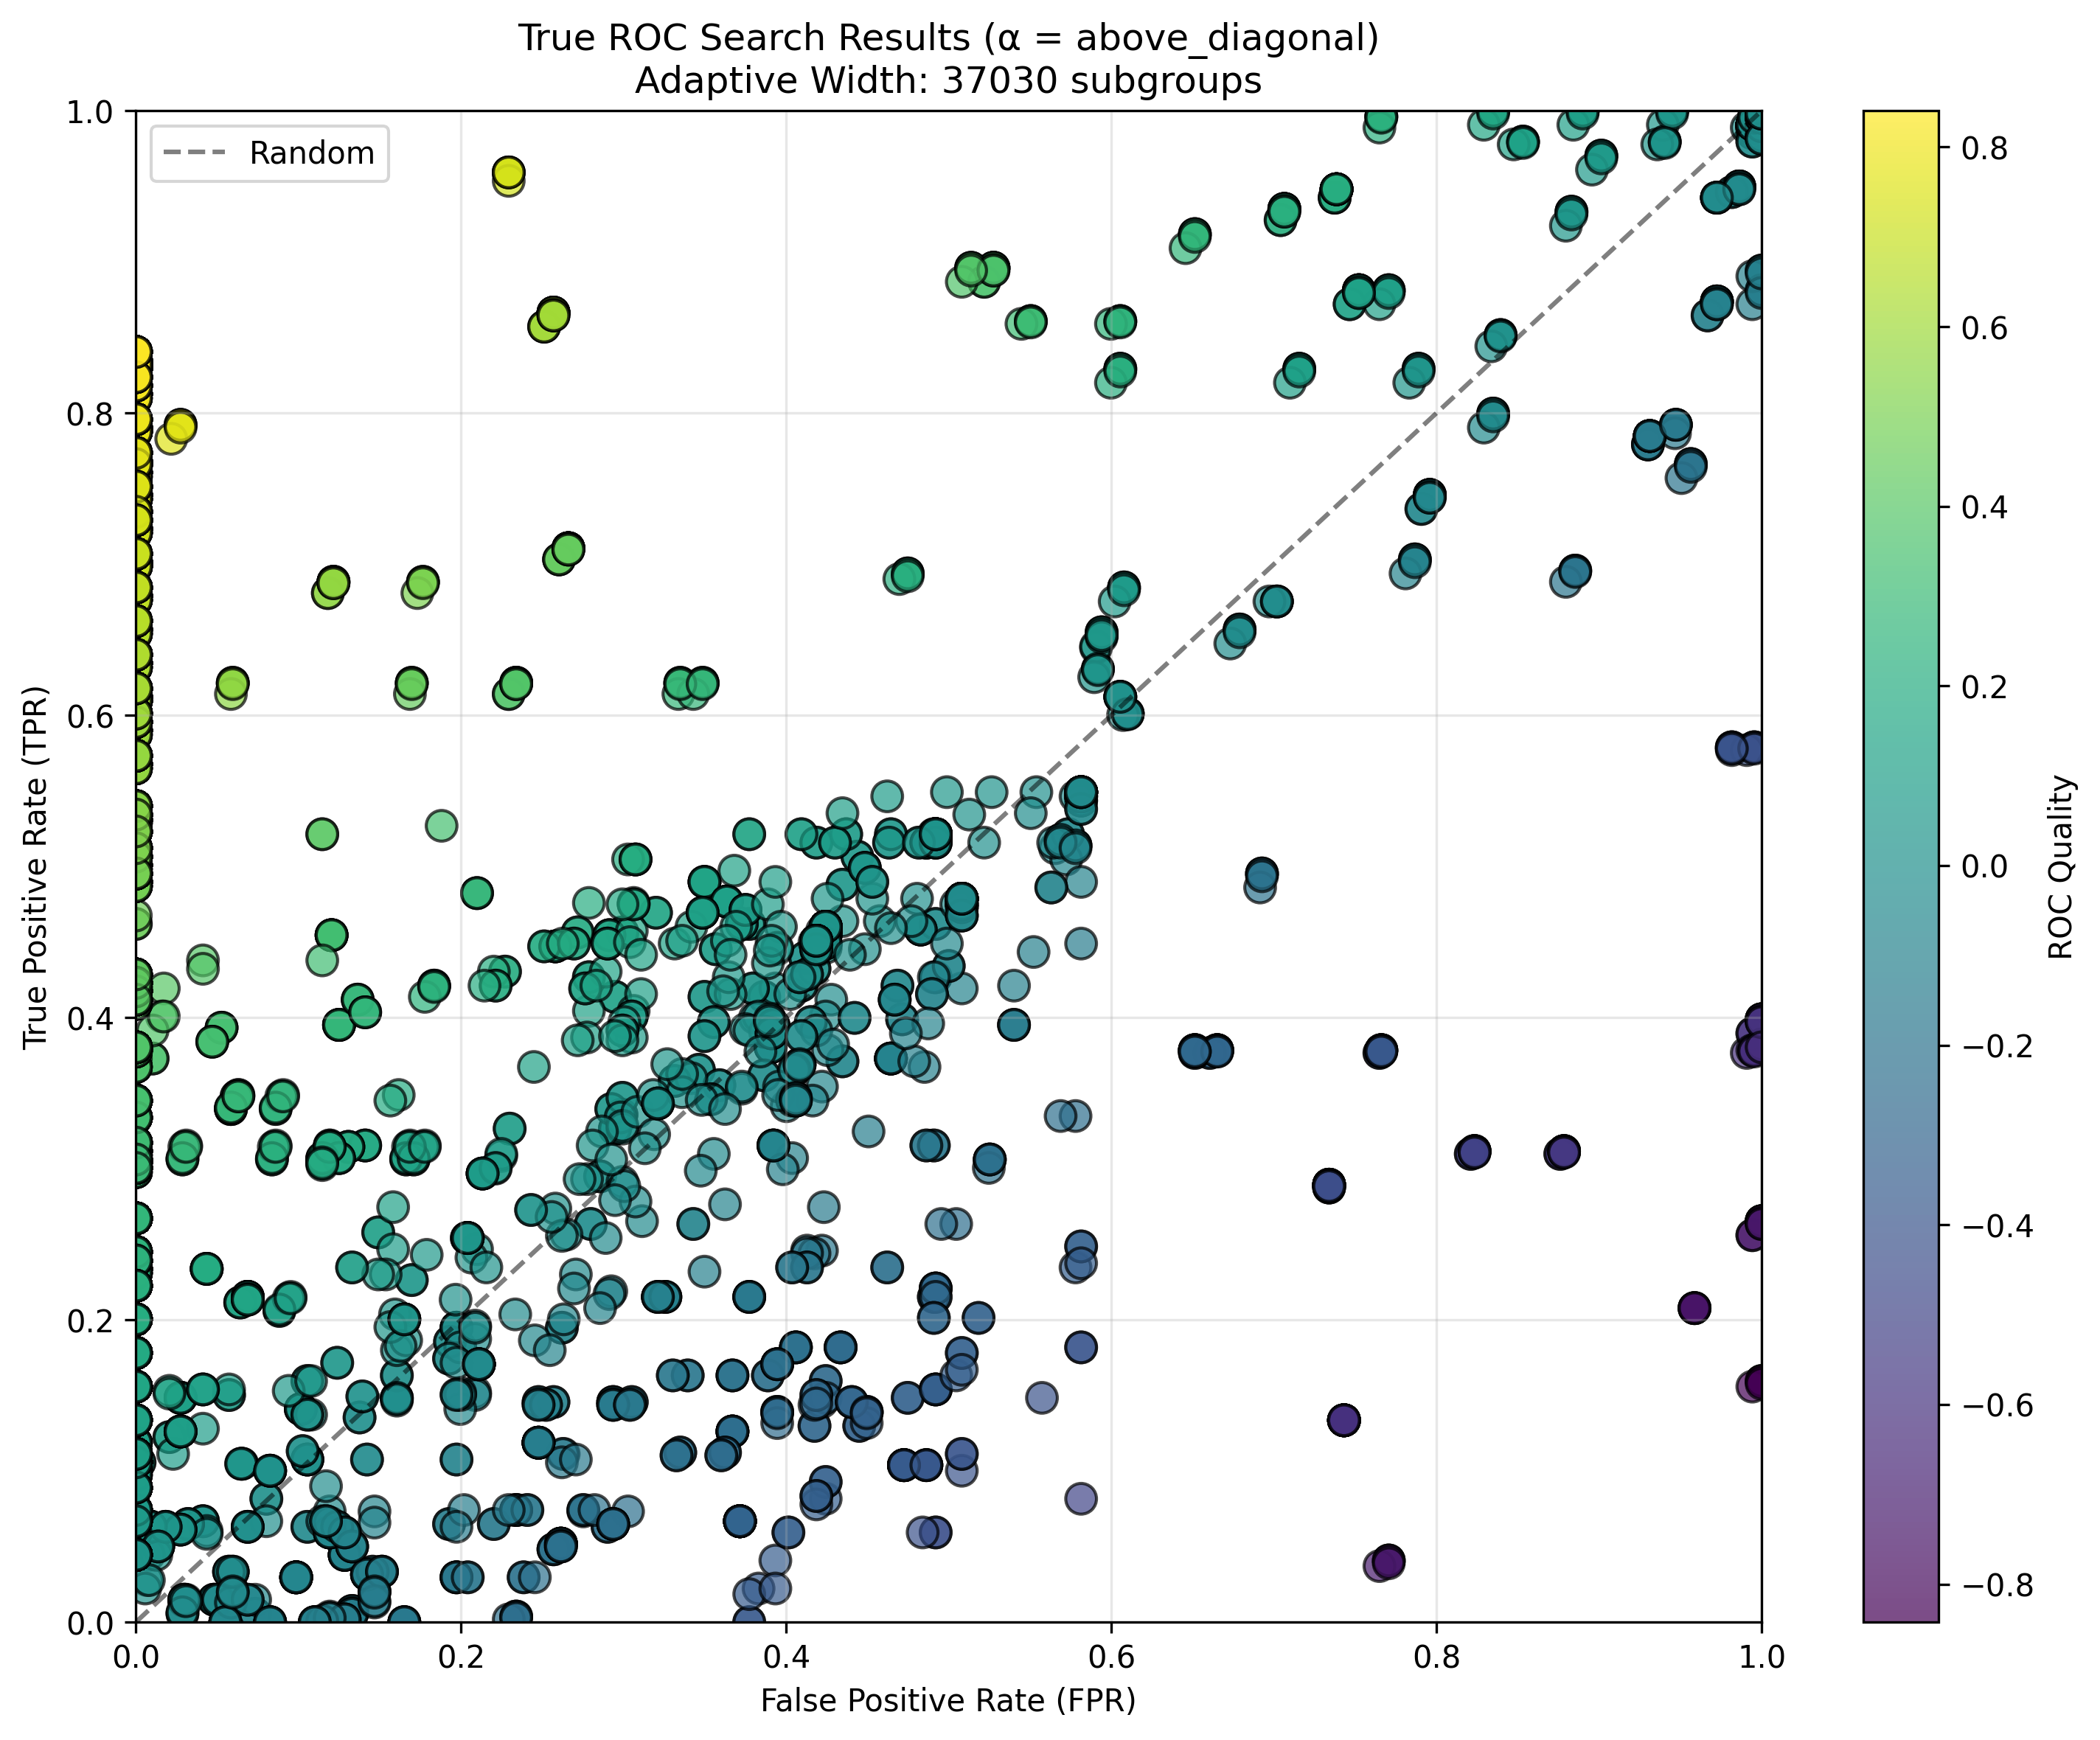 True ROC Search Results (α = above_diagonal)
Adaptive Width: 37030 subgroups
Random
True Positive Rate (TPR)
1.0
0.8
0.6
0.4
0.2
0.0
0.0 0.2 0.4 0.6 0.8 1.0
False Positive Rate (FPR)
0.8
0.6
0.4
0.2
0.0
−0.2
−0.4
−0.6
−0.8
ROC Quality